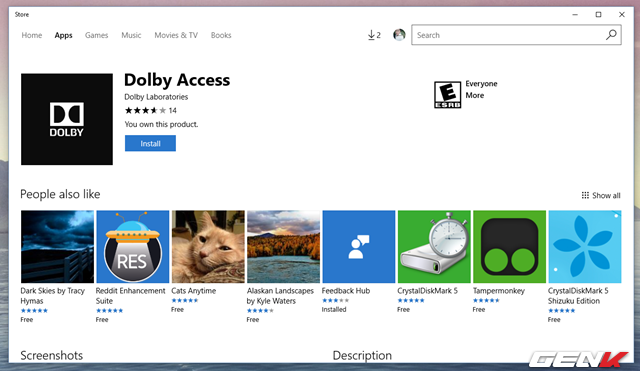 Store
Home Apps Games Music Movies & TV Books
2
Search
DOLBY
Dolby Access
Dolby Laboratories
14
You own this product.
Install
E
ESRB
Everyone
More
People also like
Show all
RES
Dark Skies by Tracy
Hymas
Free
Reddit Enhancement
Suite
Free
Cats Anytime
Free
Alaskan Landscapes
by Kyle Waters
Free
Feedback Hub
Installed
CrystalDiskMark 5
Free
Tampermonkey
Free
CrystalDiskMark 5
Shizuku Edition
Free
Screenshots
Description
GENK